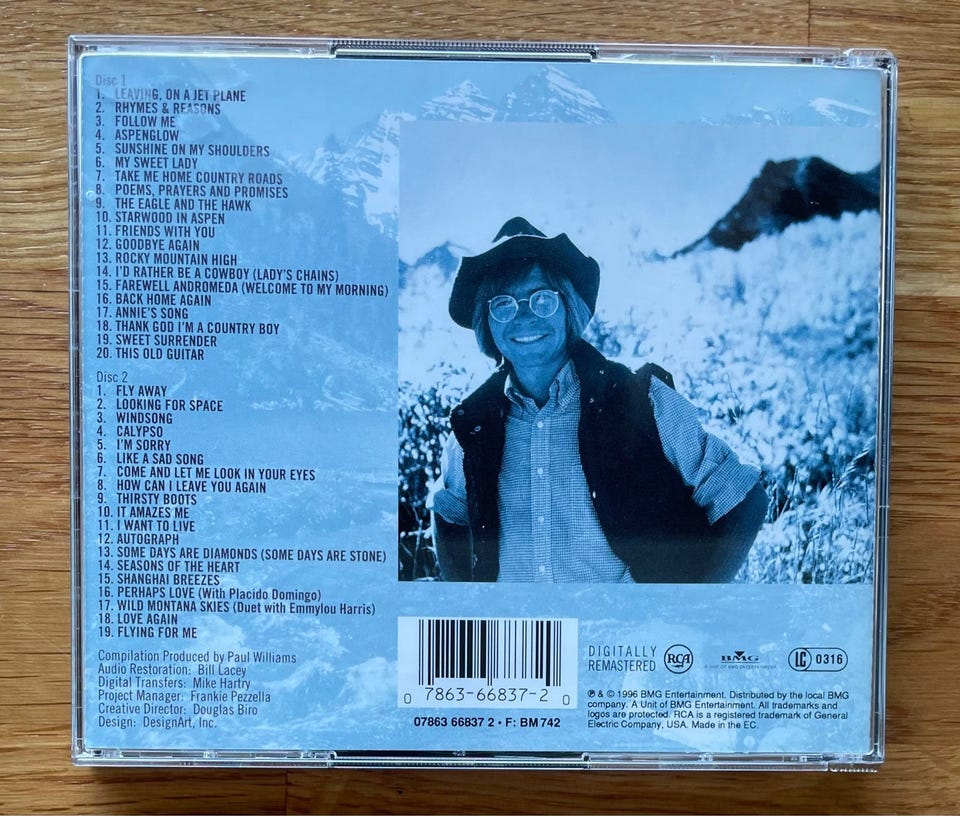 Disc 1
1. LEAVING, ON A JET PLANE
2. RHYMES & REASONS
3. FOLLOW ME
4. ASPENGLOW
5. SUNSHINE ON MY SHOULDERS
6. MY SWEET LADY
7. TAKE ME HOME COUNTRY ROADS
8. POEMS, PRAYERS AND PROMISES
9. THE EAGLE AND THE HAWK
10. STARWOOD IN ASPEN
11. FRIENDS WITH YOU
12. GOODBYE AGAIN
13. ROCKY MOUNTAIN HIGH
14. I'D RATHER BE A COWBOY (LADY'S CHAINS)
15. FAREWELL ANDROMEDA (WELCOME TO MY MORNING)
16. BACK HOME AGAIN
17. ANNIE'S SONG
18. THANK GOD I'M A COUNTRY BOY
19. SWEET SURRENDER
20. THIS OLD GUITAR
Disc 2
1. FLY AWAY
2. LOOKING FOR SPACE
3. WINDSONG
4. CALYPSO
5. I'M SORRY
6. LIKE A SAD SONG
7. COME AND LET ME LOOK IN YOUR EYES
8. HOW CAN I LEAVE YOU AGAIN
9. THIRSTY BOOTS
10. IT AMAZES ME
11. I WANT TO LIVE
12. AUTOGRAPH
13. SOME DAYS ARE DIAMONDS (SOME DAYS ARE STONE)
14. SEASONS OF THE HEART
15. SHANGHAI BREEZES
16. PERHAPS LOVE (With Placido Domingo)
17. WILD MONTANA SKIES (Duet with Emmylou Harris)
18. LOVE AGAIN
19. FLYING FOR ME
Compilation Produced by Paul Williams
Audio Restoration: Bill Lacey
Digital Transfers: Mike Hartry
Project Manager: Frankie Pezzella
Creative Director: Douglas Biro
Design: DesignArt, Inc.
0 7863-66837-2 0
07863 66837 2 • F: BM 742
DIGITALLY
REMASTERED
RCA
BMG
A UNIT OF BMG ENTERTAINMENT
LC 0316
℗ & © 1996 BMG Entertainment. Distributed by the local BMG
company. A Unit of BMG Entertainment. All trademarks and
logos are protected. RCA is a registered trademark of General
Electric Company, USA. Made in the EC.